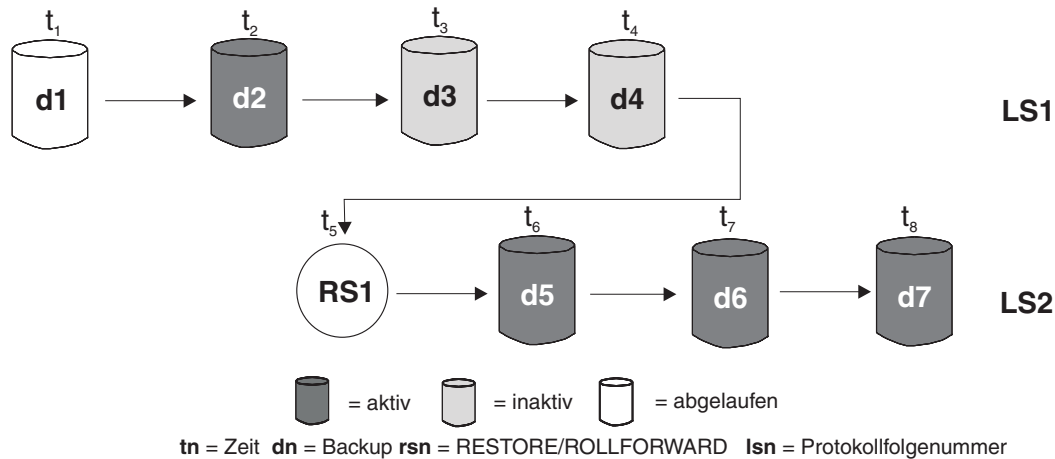 t₁ t₂ t₃ t₄
d1 d2 d3 d4 LS1
t₅ t₆ t₇ t₈
RS1 d5 d6 d7 LS2
= aktiv = inaktiv = abgelaufen
tn = Zeit dn = Backup rsn = RESTORE/ROLLFORWARD lsn = Protokollfolgenummer